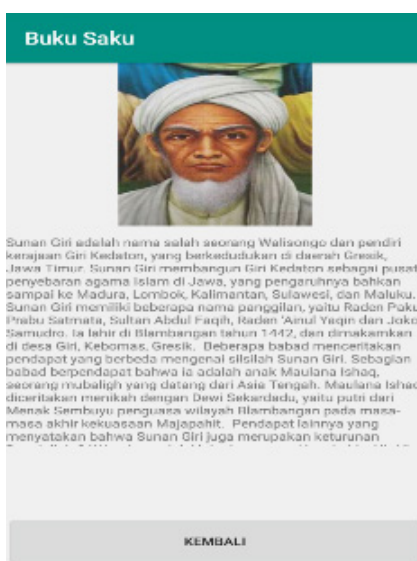 Buku Saku
Sunan Giri adalah nama salah seorang Walisongo dan pendiri
kerajaan Giri Kedaton, yang berkedudukan di daerah Gresik,
Jawa Timur. Sunan Giri membangun Giri Kedaton sebagai pusat
penyebaran agama Islam di Jawa, yang pengaruhnya bahkan
sampai ke Madura, Lombok, Kalimantan, Sulawesi, dan Maluku.
Sunan Giri memiliki beberapa nama panggilan, yaitu Raden Paku,
Prabu Satmata, Sultan Abdul Faqih, Raden 'Ainul Yaqin dan Joko
Samudro. Ia lahir di Blambangan tahun 1442, dan dimakamkan
di desa Giri, Kebomas, Gresik. Beberapa babad menceritakan
pendapat yang berbeda mengenai silsilah Sunan Giri. Sebagian
babad berpendapat bahwa ia adalah anak Maulana Ishaq,
seorang mubaligh yang datang dari Asia Tengah. Maulana Ishaq
diceritakan menikah dengan Dewi Sekardadu, yaitu putri dari
Menak Sembuyu penguasa wilayah Blambangan pada masa-
masa akhir kekuasaan Majapahit. Pendapat lainnya yang
menyatakan bahwa Sunan Giri juga merupakan keturunan
KEMBALI